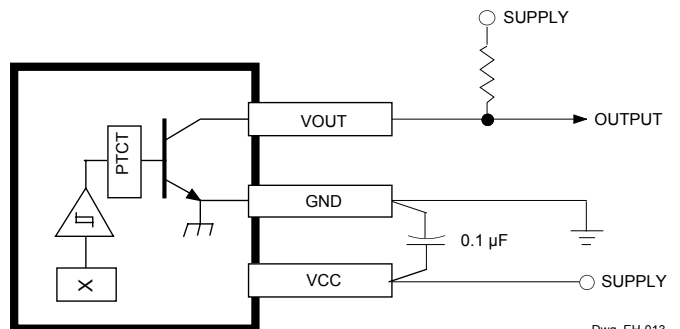 SUPPLY
VOUT
OUTPUT
PTCT
GND
0.1 µF
X
VCC
SUPPLY
Dwg. EH-013